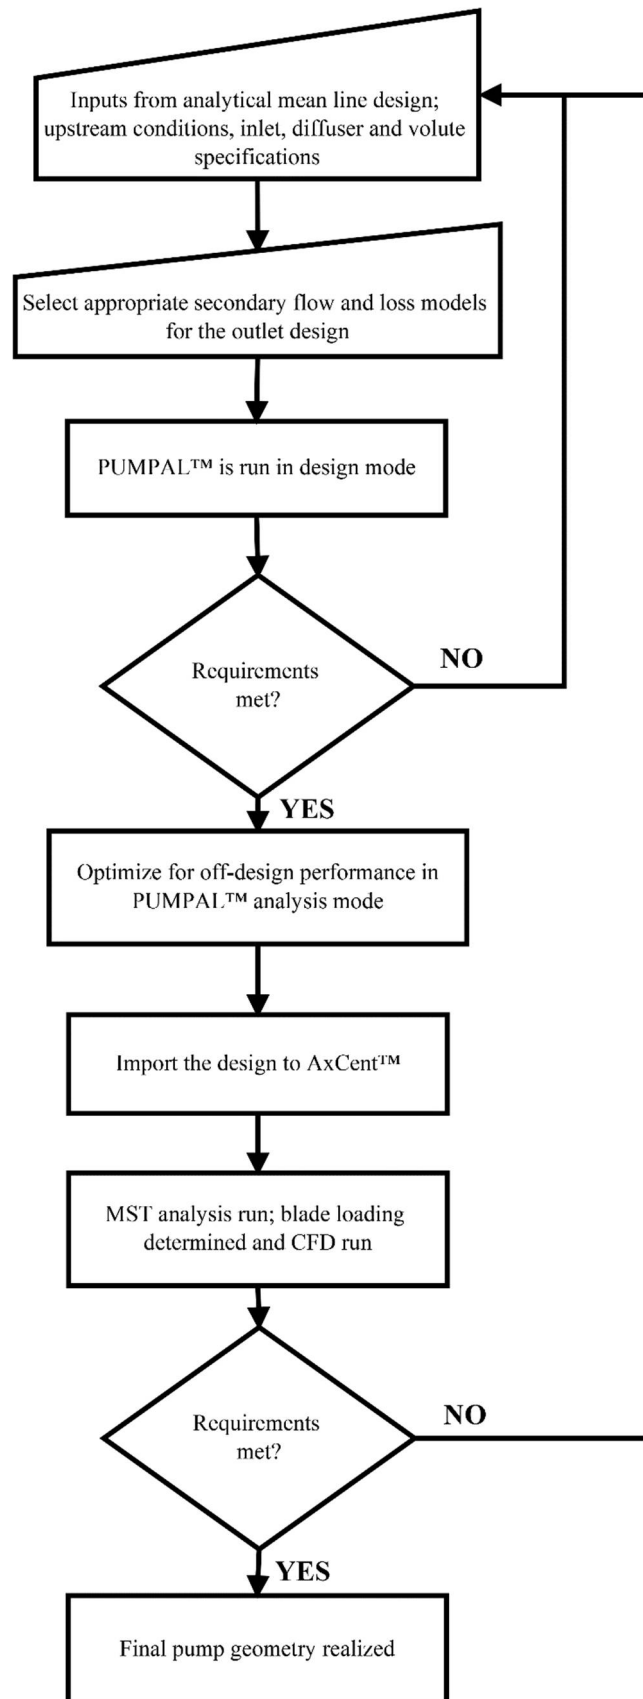 Inputs from analytical mean line design;
upstream conditions, inlet, diffuser and volute
specifications
Select appropriate secondary flow and loss models
for the outlet design
PUMPAL™ is run in design mode
Requirements
met?
NO
YES
Optimize for off-design performance in
PUMPAL™ analysis mode
Import the design to AxCent™
MST analysis run; blade loading
determined and CFD run
Requirements
met?
NO
YES
Final pump geometry realized